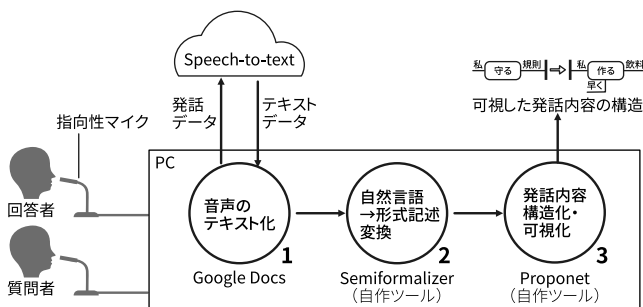 Speech-to-text
発話
データ
テキスト
データ
私
守る
規則
私
作る
飲料
早く
可視した発話内容の構造
指向性マイク
PC
回答者
質問者
音声の
テキスト化
1
Google Docs
自然言語
→形式記述
変換
2
Semiformalizer
（自作ツール）
発話内容
構造化・
可視化
3
Proponet
（自作ツール）